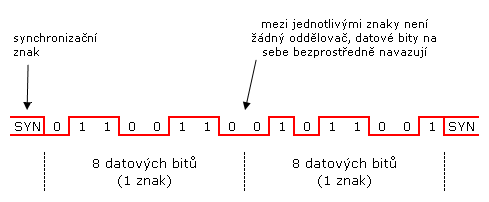 mezi jednotlivými znaky není
žádný oddělovač, datové bity na
sebe bezprostředně navazují
synchronizační
znak
SYN 0 1 1 0 0 1 1 0 0 1 0 1 1 0 0 1 SYN
8 datových bitů
(1 znak)
8 datových bitů
(1 znak)